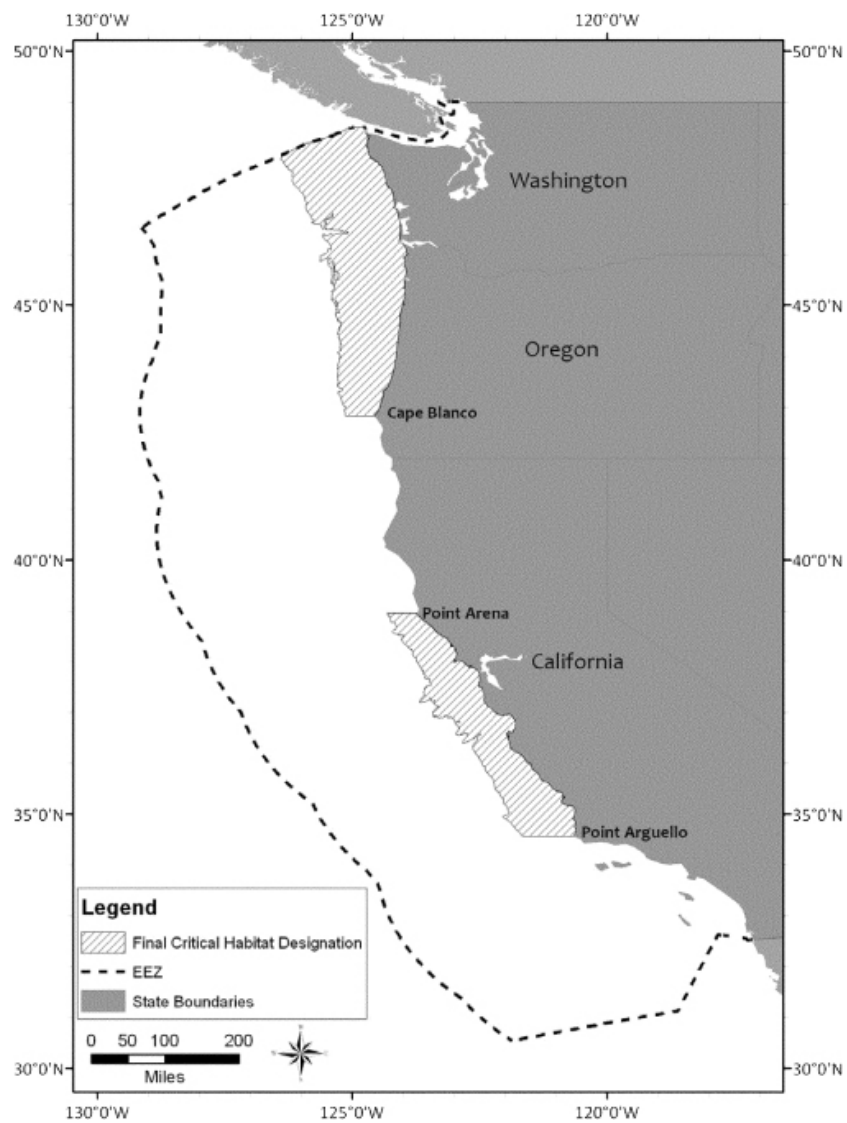 130°0'W 125°0'W 120°0'W
50°0'N 50°0'N
Washington
45°0'N 45°0'N
Oregon
Cape Blanco
40°0'N 40°0'N
Point Arena
California
35°0'N 35°0'N
Point Arguello
Legend
Final Critical Habitat Designation
EEZ
State Boundaries
0 50 100 200
Miles
30°0'N 30°0'N
130°0'W 125°0'W 120°0'W